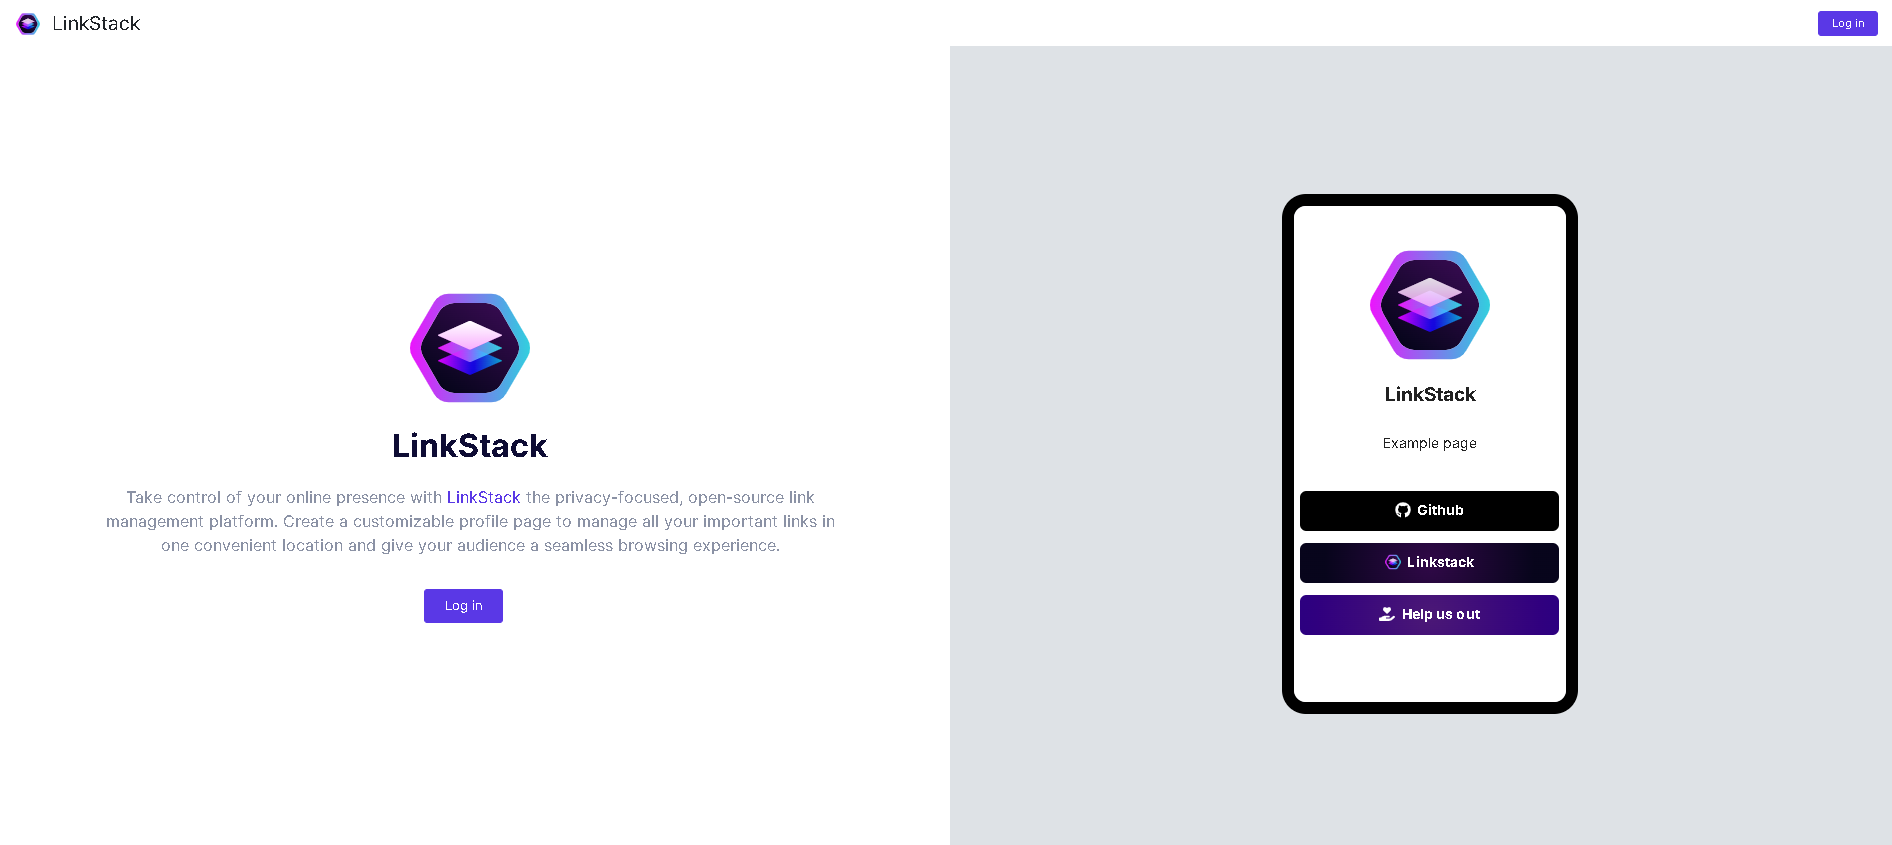 LinkStack
Log in
LinkStack
Take control of your online presence with LinkStack the privacy-focused, open-source link
management platform. Create a customizable profile page to manage all your important links in
one convenient location and give your audience a seamless browsing experience.
Log in
LinkStack
Example page
Github
Linkstack
Help us out